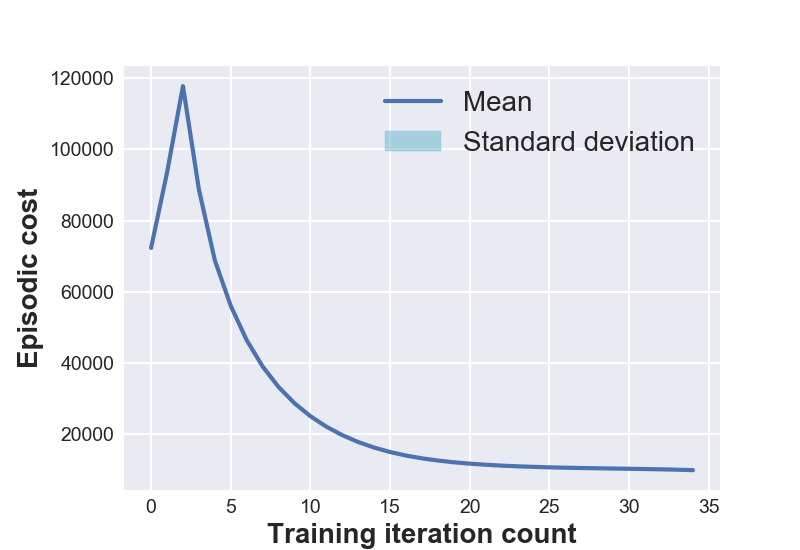 120000
100000
80000
60000
40000
20000
Episodic cost
Mean
Standard deviation
0 5 10 15 20 25 30 35
Training iteration count